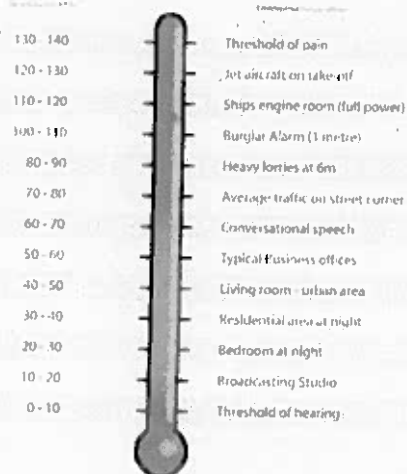 130 - 140 Threshold of pain
120 - 130 Jet aircraft on take off
110 - 120 Ships engine room (full power)
100 - 110 Burglar Alarm (1 metre)
80 - 90 Heavy lorries at 6m
70 - 80 Average traffic on street corner
60 - 70 Conversational speech
50 - 60 Typical Business offices
40 - 50 Living room - urban area
30 - 40 Residential area at night
20 - 30 Bedroom at night
10 - 20 Broadcasting Studio
0 - 10 Threshold of hearing